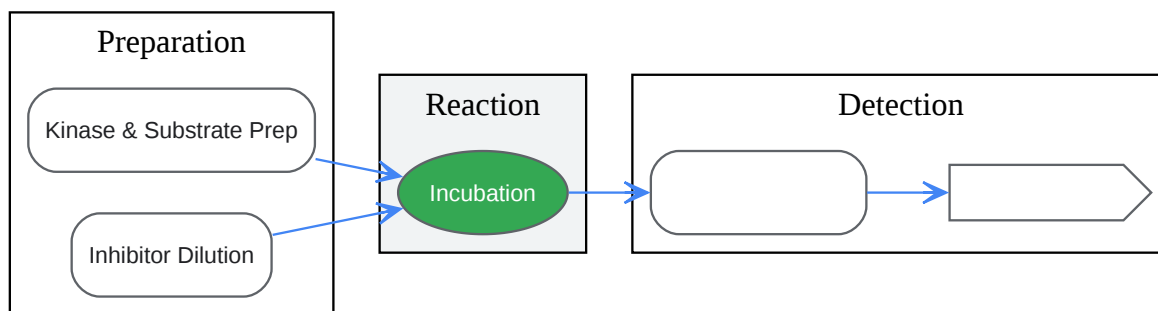 Preparation
Kinase & Substrate Prep
Inhibitor Dilution
Reaction
Incubation
Detection